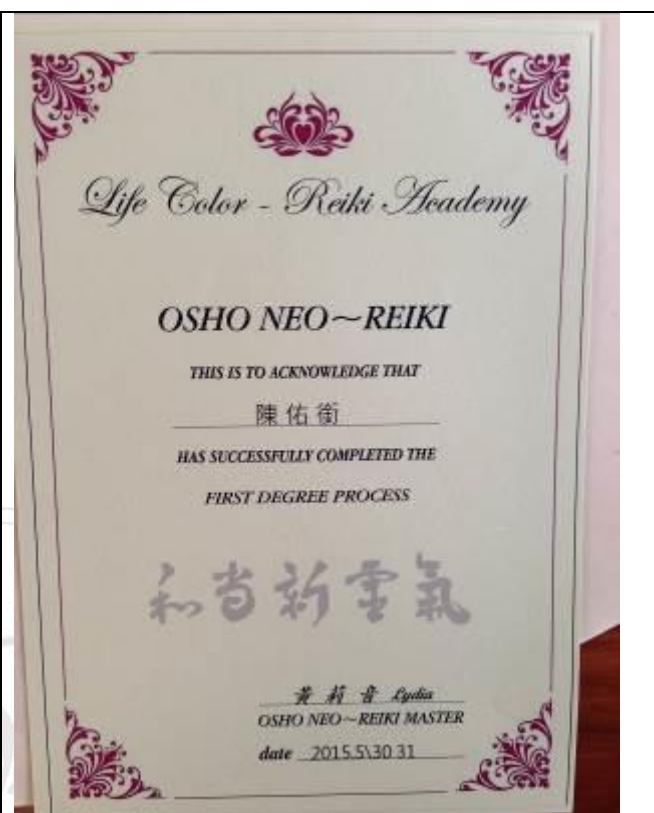 Life Color - Reiki Academy
OSHO NEO～REIKI
THIS IS TO ACKNOWLEDGE THAT
陳佑銜
HAS SUCCESSFULLY COMPLETED THE
FIRST DEGREE PROCESS
和尚新靈氣
黃莉音 Lydia
OSHO NEO～REIKI MASTER
date 2015.5\30 31